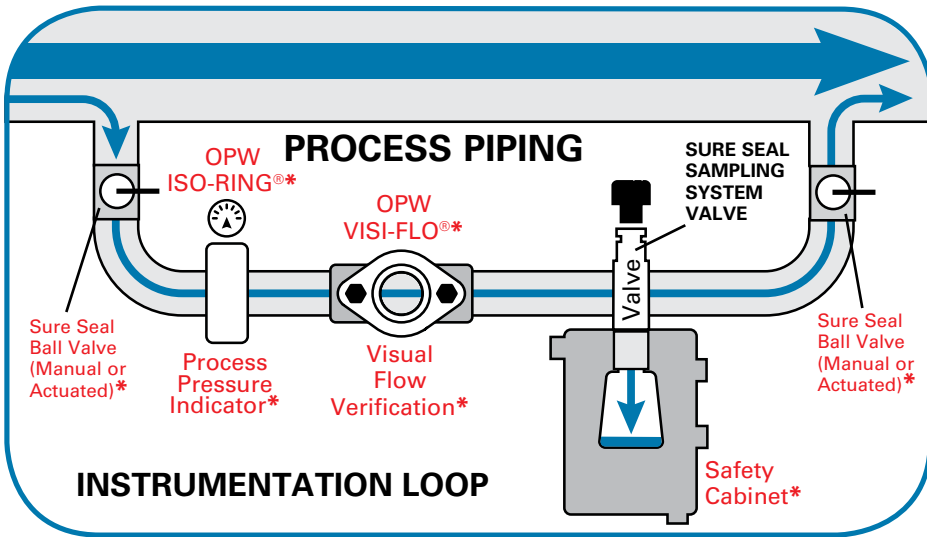 PROCESS PIPING
OPW
ISO-RING®*
OPW
VISI-FLO®*
SURE SEAL
SAMPLING
SYSTEM
VALVE
Valve
Sure Seal
Ball Valve
(Manual or
Actuated)*
Process
Pressure
Indicator*
Visual
Flow
Verification*
Sure Seal
Ball Valve
(Manual or
Actuated)*
Safety
Cabinet*
INSTRUMENTATION LOOP